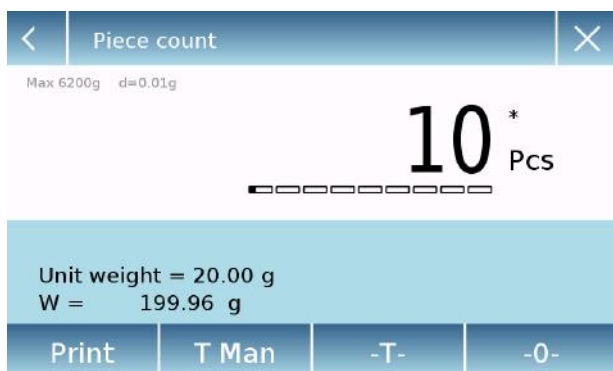 Piece count
Max 6200g d=0.01g
10 *
Pcs
Unit weight = 20.00 g
W = 199.96 g
Print T Man -T- -0-